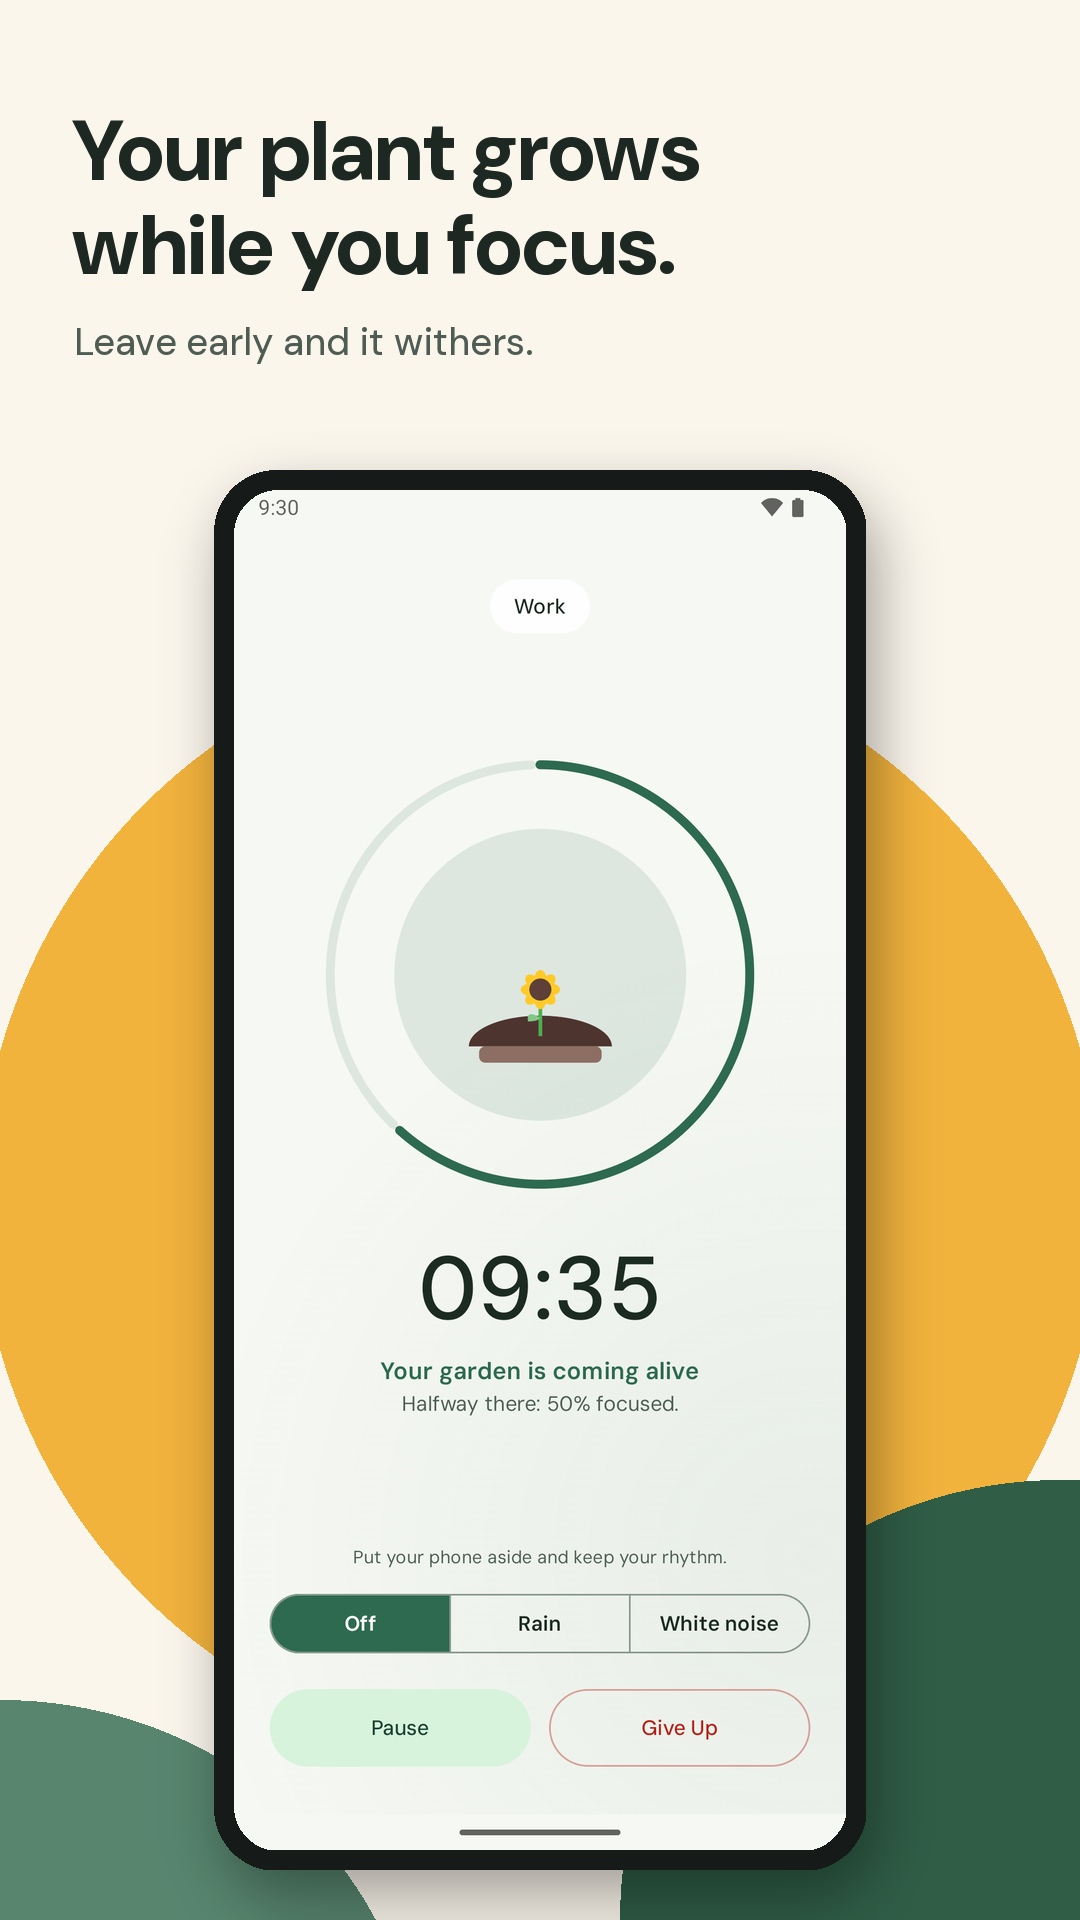 Your plant grows
while you focus.
Leave early and it withers.
9:30
Work
09:35
Your garden is coming alive
Halfway there: 50% focused.
Put your phone aside and keep your rhythm.
Off Rain White noise
Pause Give Up